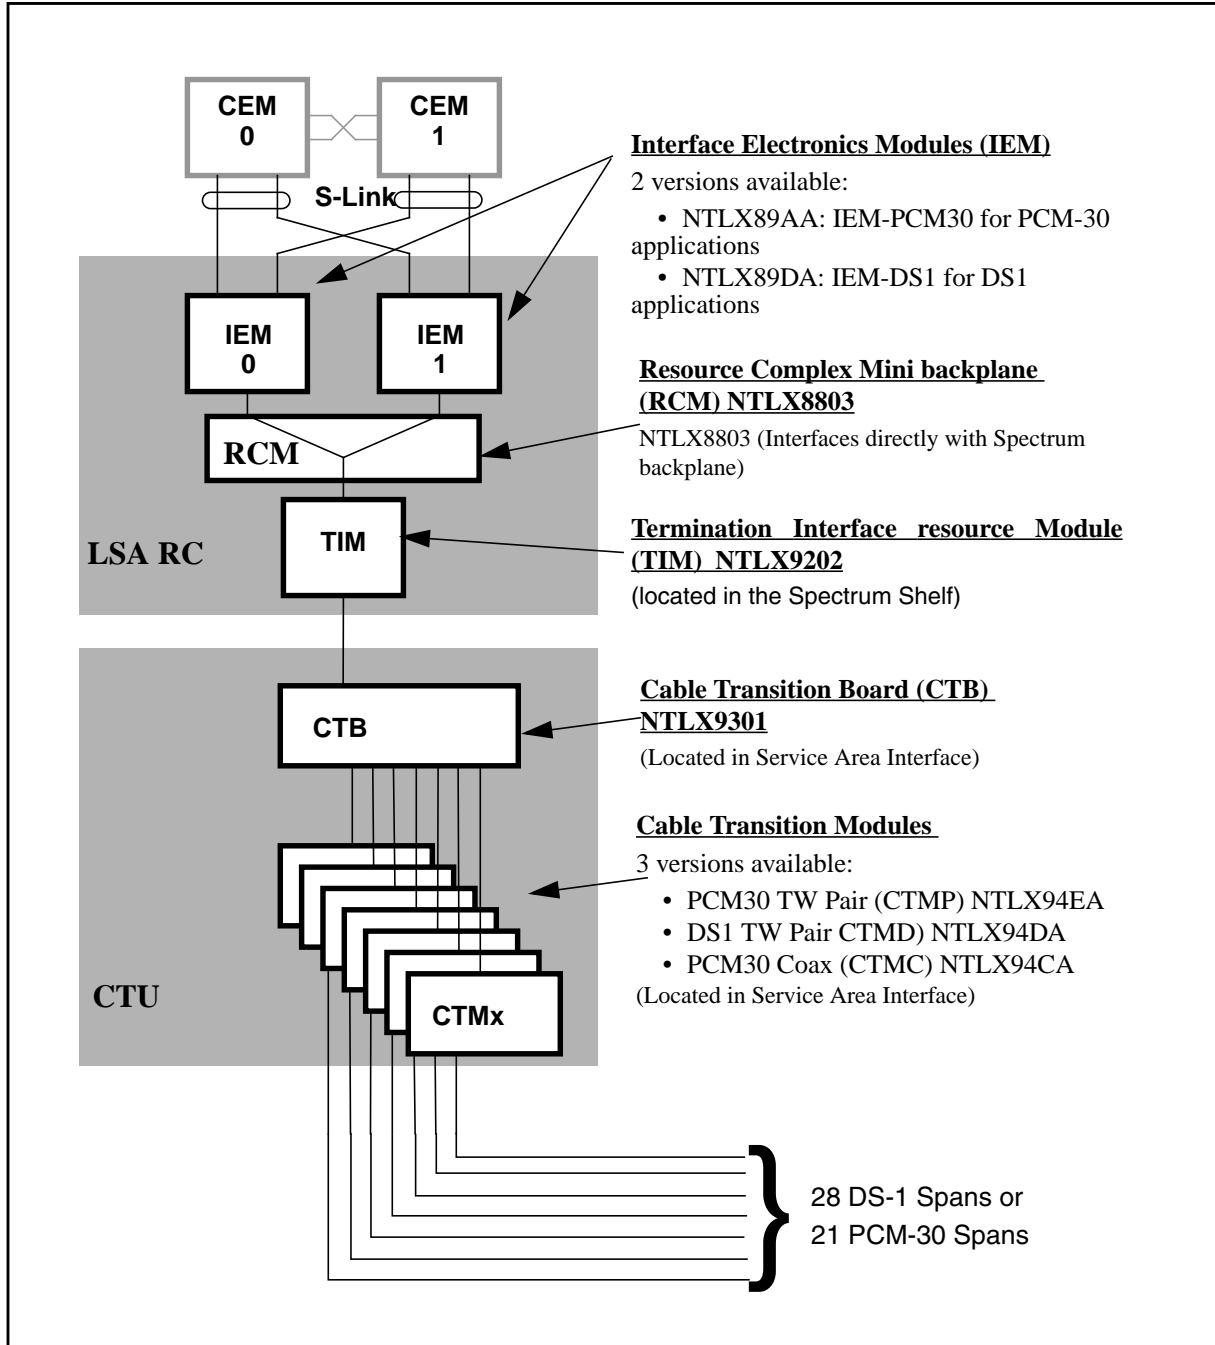 CEM
0
CEM
1
S-Link
Interface Electronics Modules (IEM)
2 versions available:
• NTLX89AA: IEM-PCM30 for PCM-30
applications
• NTLX89DA: IEM-DS1 for DS1
applications
IEM
0
IEM
1
Resource Complex Mini backplane
(RCM) NTLX8803
NTLX8803 (Interfaces directly with Spectrum
backplane)
RCM
TIM
LSA RC
Termination Interface resource Module
(TIM) NTLX9202
(located in the Spectrum Shelf)
CTB
Cable Transition Board (CTB)
NTLX9301
(Located in Service Area Interface)
Cable Transition Modules
3 versions available:
• PCM30 TW Pair (CTMP) NTLX94EA
• DS1 TW Pair CTMD) NTLX94DA
• PCM30 Coax (CTMC) NTLX94CA
(Located in Service Area Interface)
CTU
CTMx
28 DS-1 Spans or
21 PCM-30 Spans